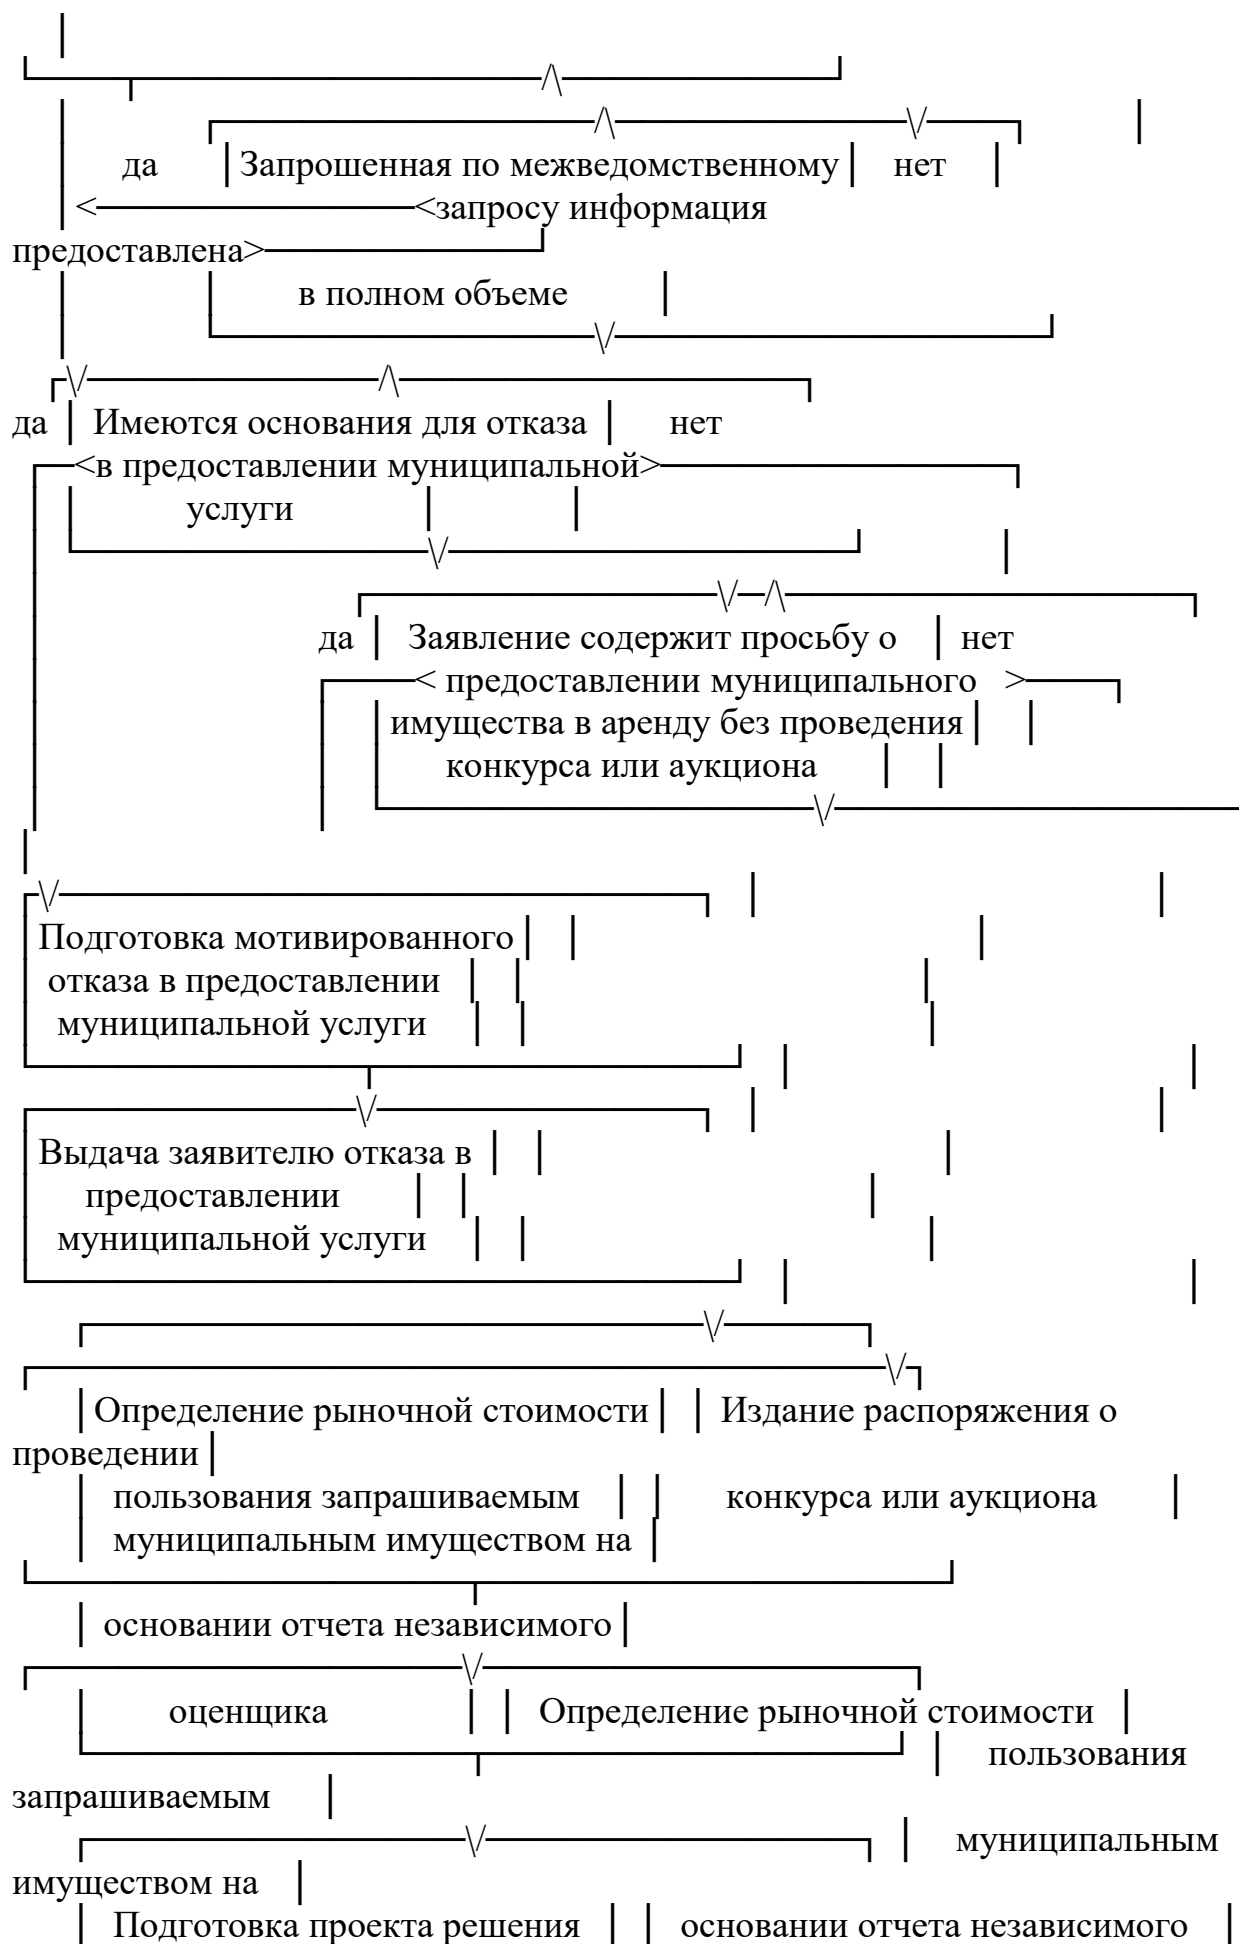 да Запрошенная по межведомственному нет
запросу информация
предоставлена
в полном объеме
да Имеются основания для отказа нет
в предоставлении муниципальной
услуги
да Заявление содержит просьбу о нет
предоставлении муниципального
имущества в аренду без проведения
конкурса или аукциона
Подготовка мотивированного
отказа в предоставлении
муниципальной услуги
Выдача заявителю отказа в
предоставлении
муниципальной услуги
Определение рыночной стоимости Издание распоряжения о
проведении
пользования запрашиваемым конкурса или аукциона
муниципальным имуществом на
основании отчета независимого
оценщика Определение рыночной стоимости
пользования
запрашиваемым
муниципальным
имуществом на
Подготовка проекта решения основании отчета независимого